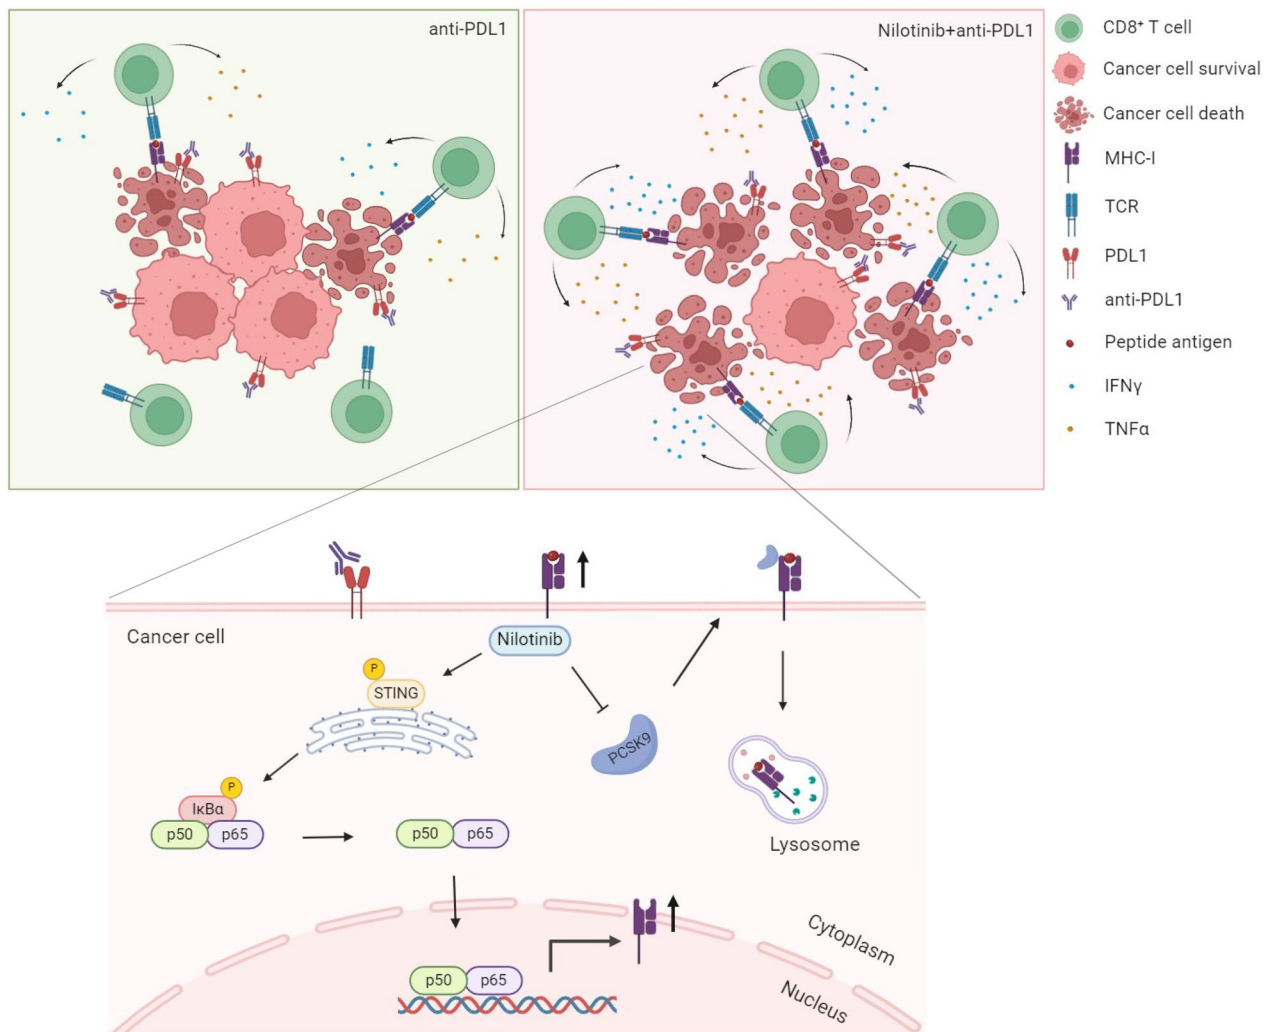 anti-PDL1
Nilotinib+anti-PDL1
CD8⁺ T cell
Cancer cell survival
Cancer cell death
MHC-I
TCR
PDL1
anti-PDL1
Peptide antigen
IFNγ
TNFα
Cancer cell
Nilotinib
P
STING
PCSK9
P
IκBα
p50 p65
p50 p65
Lysosome
Cytoplasm
p50 p65
Nucleus